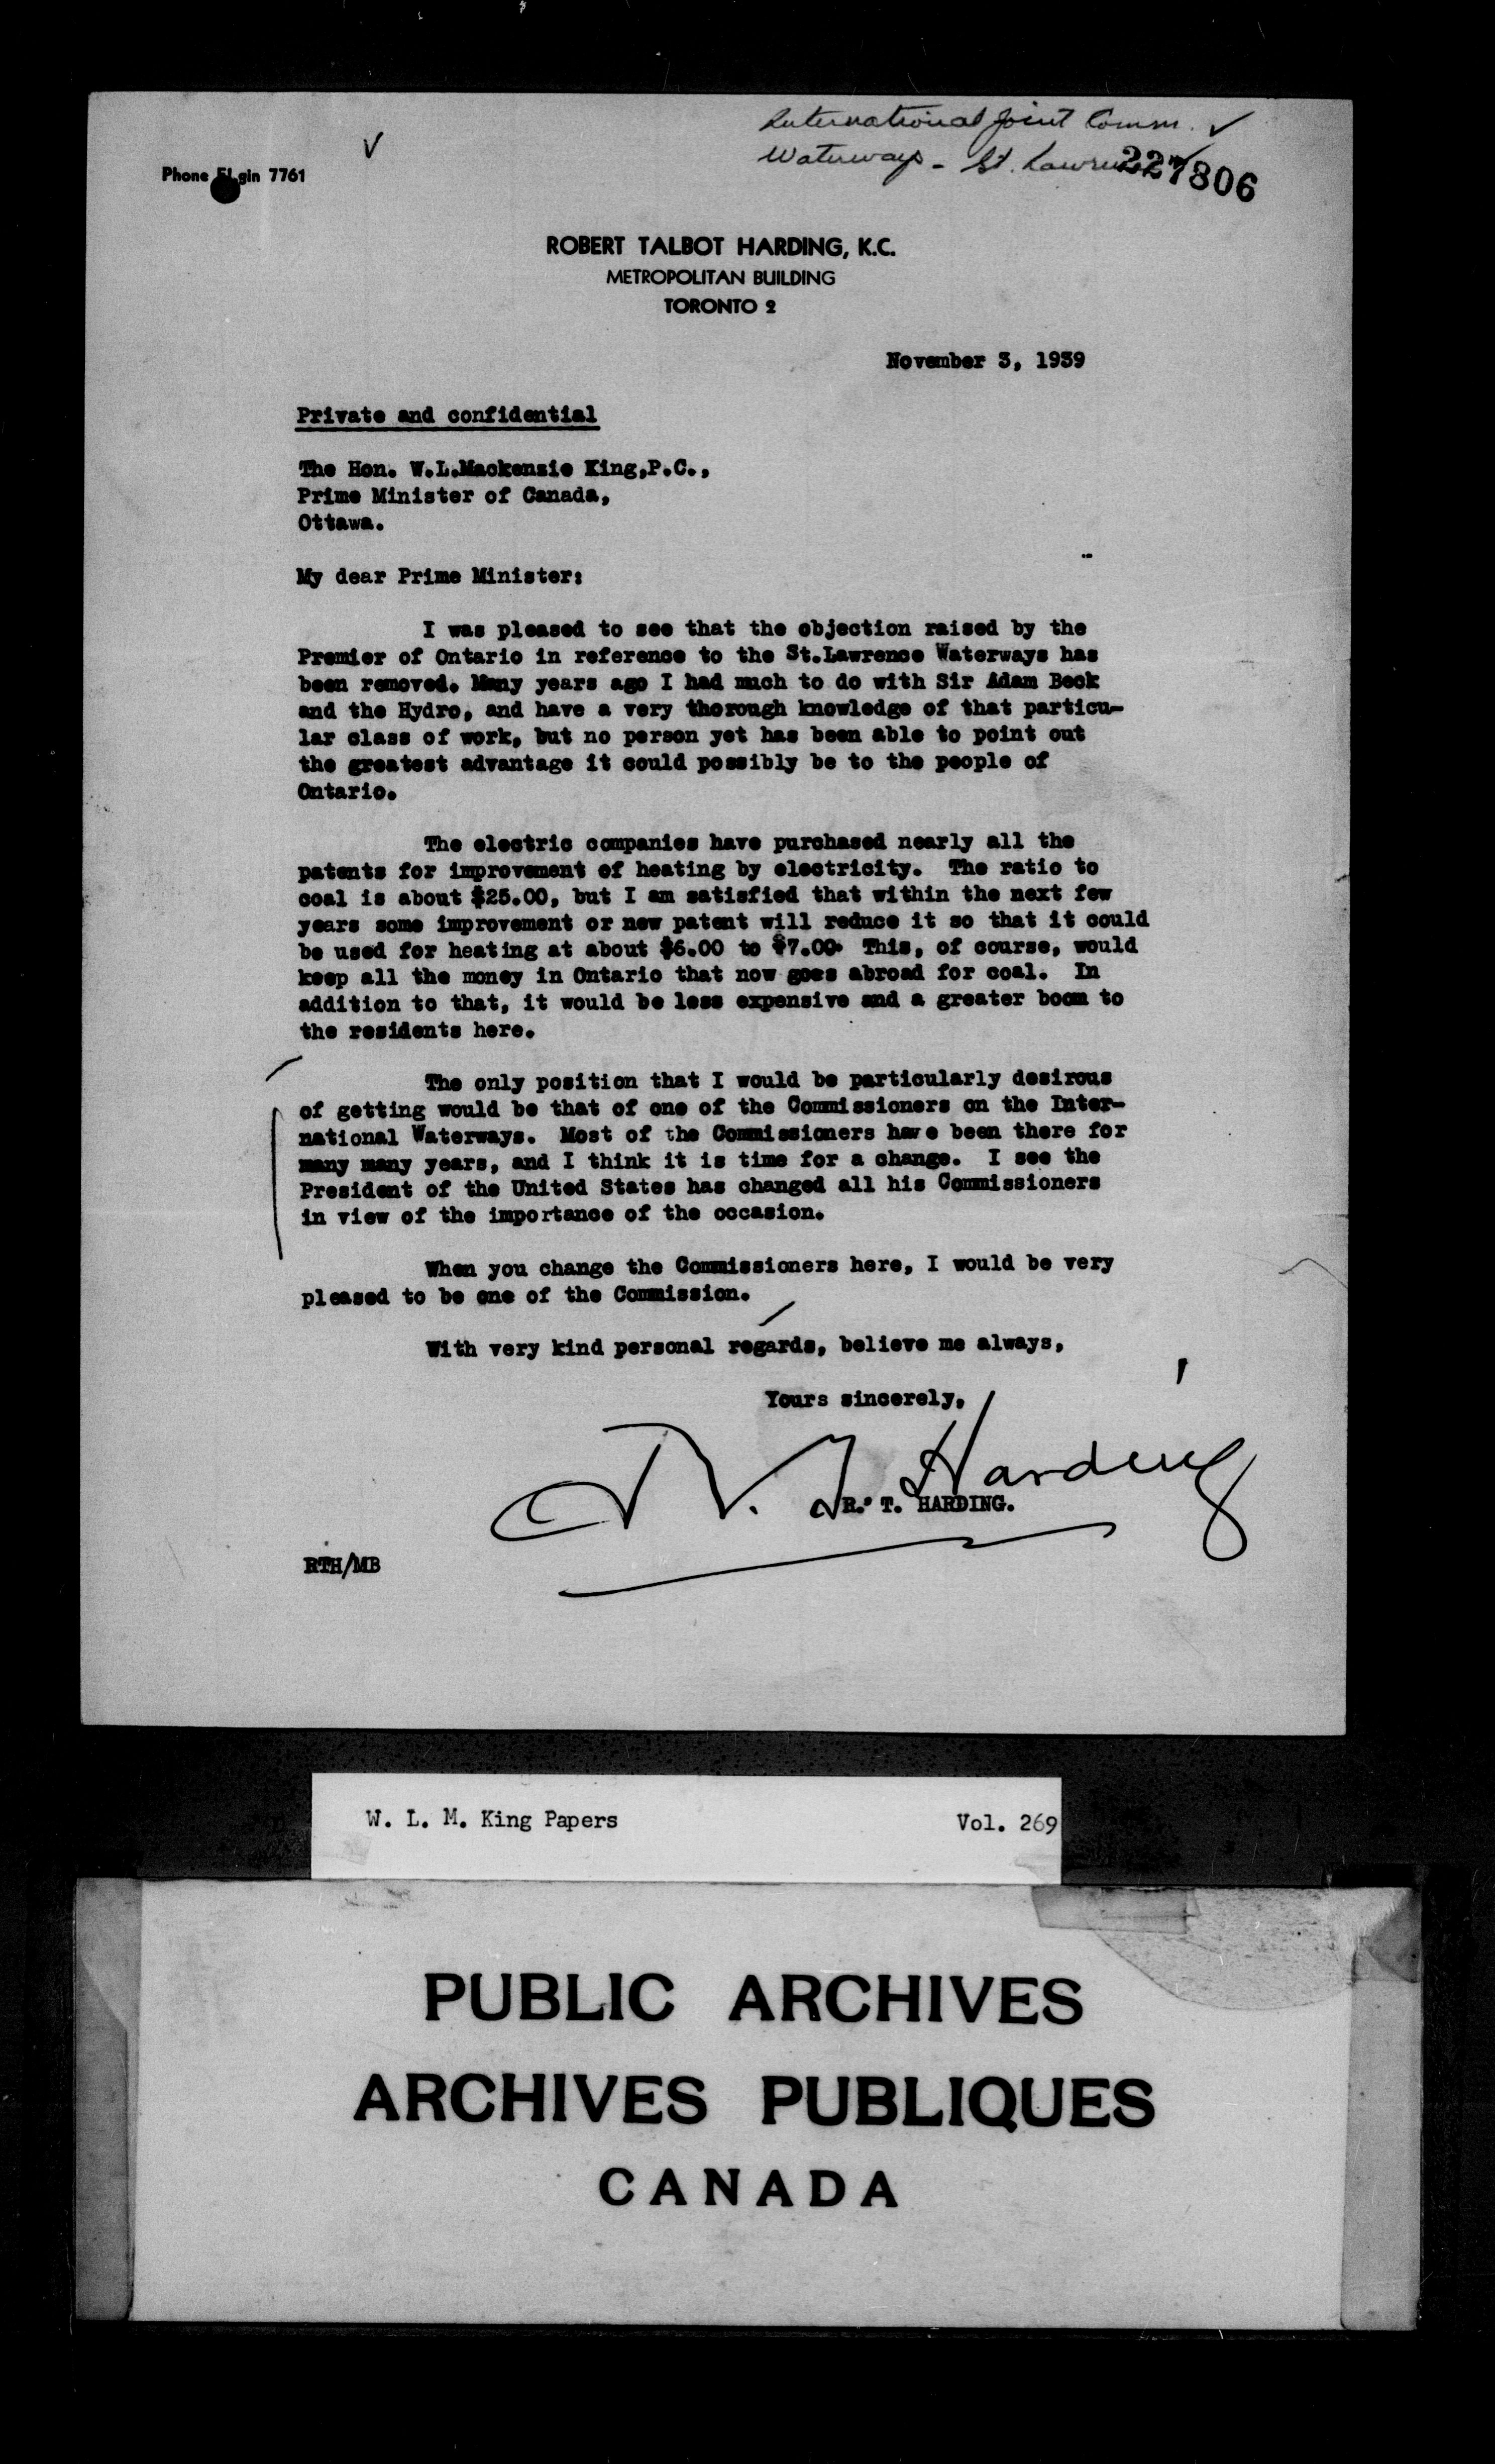 International Joint Comm. ✓
Waterways - St. Lawrence
227806
Phone ELgin 7761
ROBERT TALBOT HARDING, K.C.
METROPOLITAN BUILDING
TORONTO 2
November 3, 1939
Private and confidential
The Hon. W.L.Mackenzie King,P.C.,
Prime Minister of Canada,
Ottawa.
My dear Prime Minister:
I was pleased to see that the objection raised by the
Premier of Ontario in reference to the St.Lawrence Waterways has
been removed. Many years ago I had much to do with Sir Adam Beck
and the Hydro, and have a very thorough knowledge of that particu-
lar class of work, but no person yet has been able to point out
the greatest advantage it could possibly be to the people of
Ontario.
The electric companies have purchased nearly all the
patents for improvement of heating by electricity. The ratio to
coal is about $25.00, but I am satisfied that within the next few
years some improvement or new patent will reduce it so that it could
be used for heating at about $6.00 to $7.00. This, of course, would
keep all the money in Ontario that now goes abroad for coal. In
addition to that, it would be less expensive and a greater boom to
the residents here.
The only position that I would be particularly desirous
of getting would be that of one of the Commissioners on the Inter-
national Waterways. Most of the Commissioners have been there for
many many years, and I think it is time for a change. I see the
President of the United States has changed all his Commissioners
in view of the importance of the occasion.
When you change the Commissioners here, I would be very
pleased to be one of the Commission.
With very kind personal regards, believe me always,
Yours sincerely,
R. T. Harding
R. T. HARDING.
RTH/MB
W. L. M. King Papers Vol. 269
PUBLIC ARCHIVES
ARCHIVES PUBLIQUES
CANADA